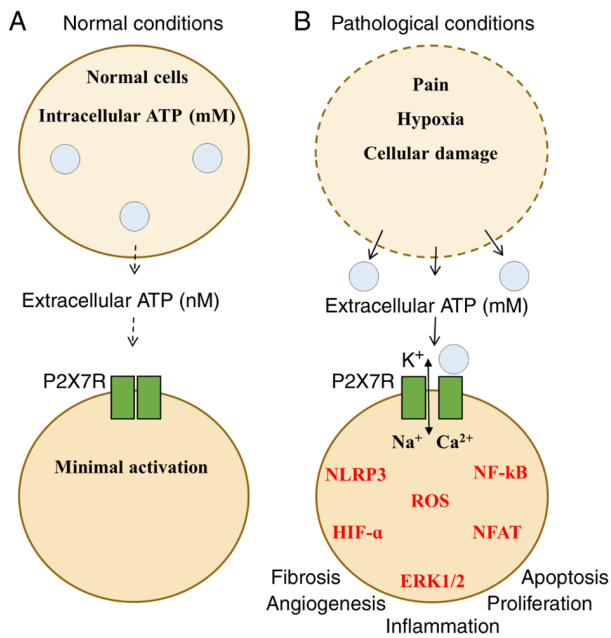 A
Normal conditions
Normal cells
Intracellular ATP (mM)
Extracellular ATP (nM)
P2X7R
Minimal activation
B
Pathological conditions
Pain
Hypoxia
Cellular damage
Extracellular ATP (mM)
K⁺
P2X7R
Na⁺ Ca²⁺
NLRP3
NF-kB
ROS
HIF-α
NFAT
ERK1/2
Fibrosis
Angiogenesis
Inflammation
Apoptosis
Proliferation